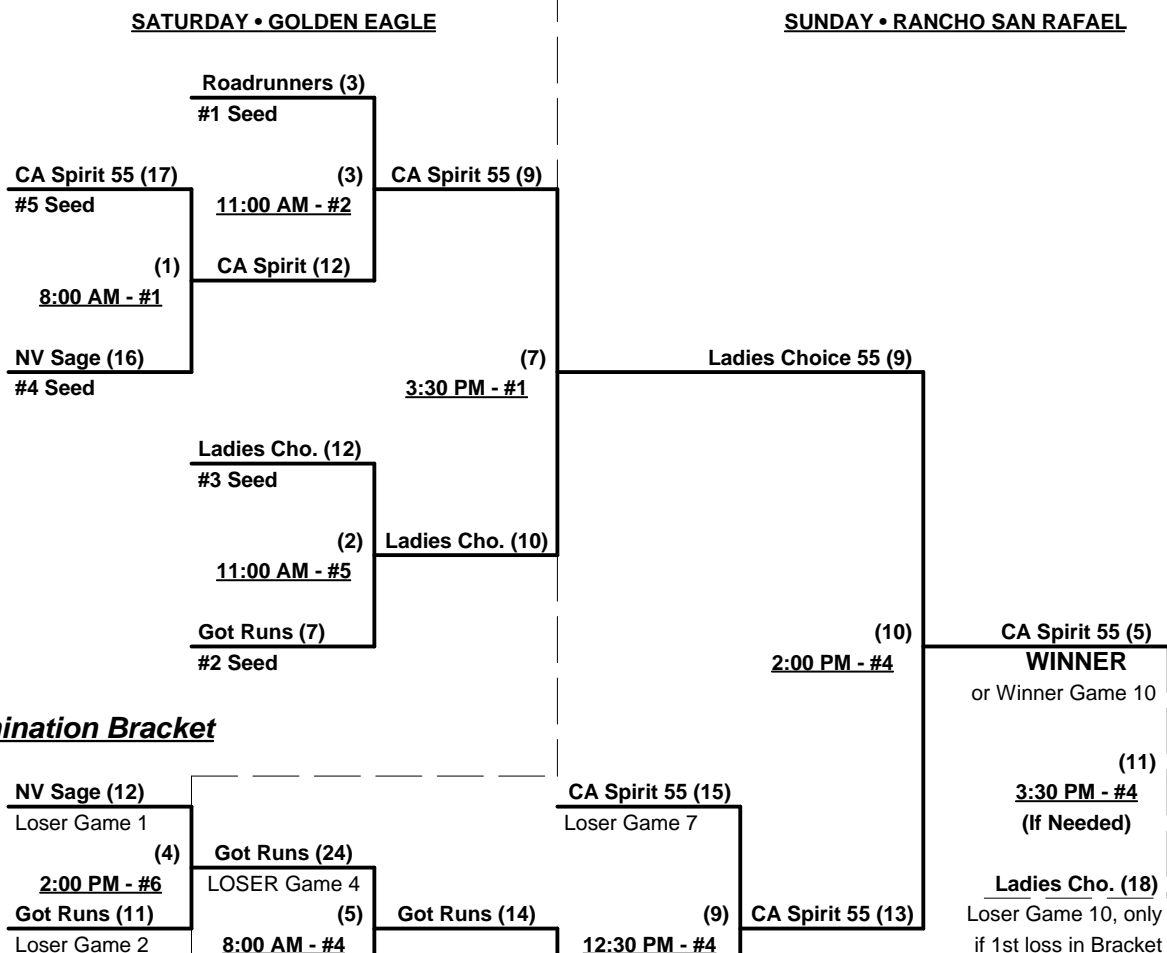 SATURDAY • GOLDEN EAGLE
SUNDAY • RANCHO SAN RAFAEL
Roadrunners (3)
#1 Seed
CA Spirit 55 (17)
(3)
CA Spirit 55 (9)
#5 Seed
11:00 AM - #2
(1)
CA Spirit (12)
8:00 AM - #1
NV Sage (16)
(7)
Ladies Choice 55 (9)
#4 Seed
3:30 PM - #1
Ladies Cho. (12)
#3 Seed
(2)
Ladies Cho. (10)
11:00 AM - #5
Got Runs (7)
(10)
CA Spirit 55 (5)
#2 Seed
2:00 PM - #4
WINNER
or Winner Game 10
mination Bracket
(11)
NV Sage (12)
CA Spirit 55 (15)
3:30 PM - #4
Loser Game 1
Loser Game 7
(If Needed)
(4)
Got Runs (24)
2:00 PM - #6
LOSER Game 4
Ladies Cho. (18)
Got Runs (11)
(5)
Got Runs (14)
(9)
CA Spirit 55 (13)
Loser Game 10, only
Loser Game 2
8:00 AM - #4
12:30 PM - #4
if 1st loss in Bracket